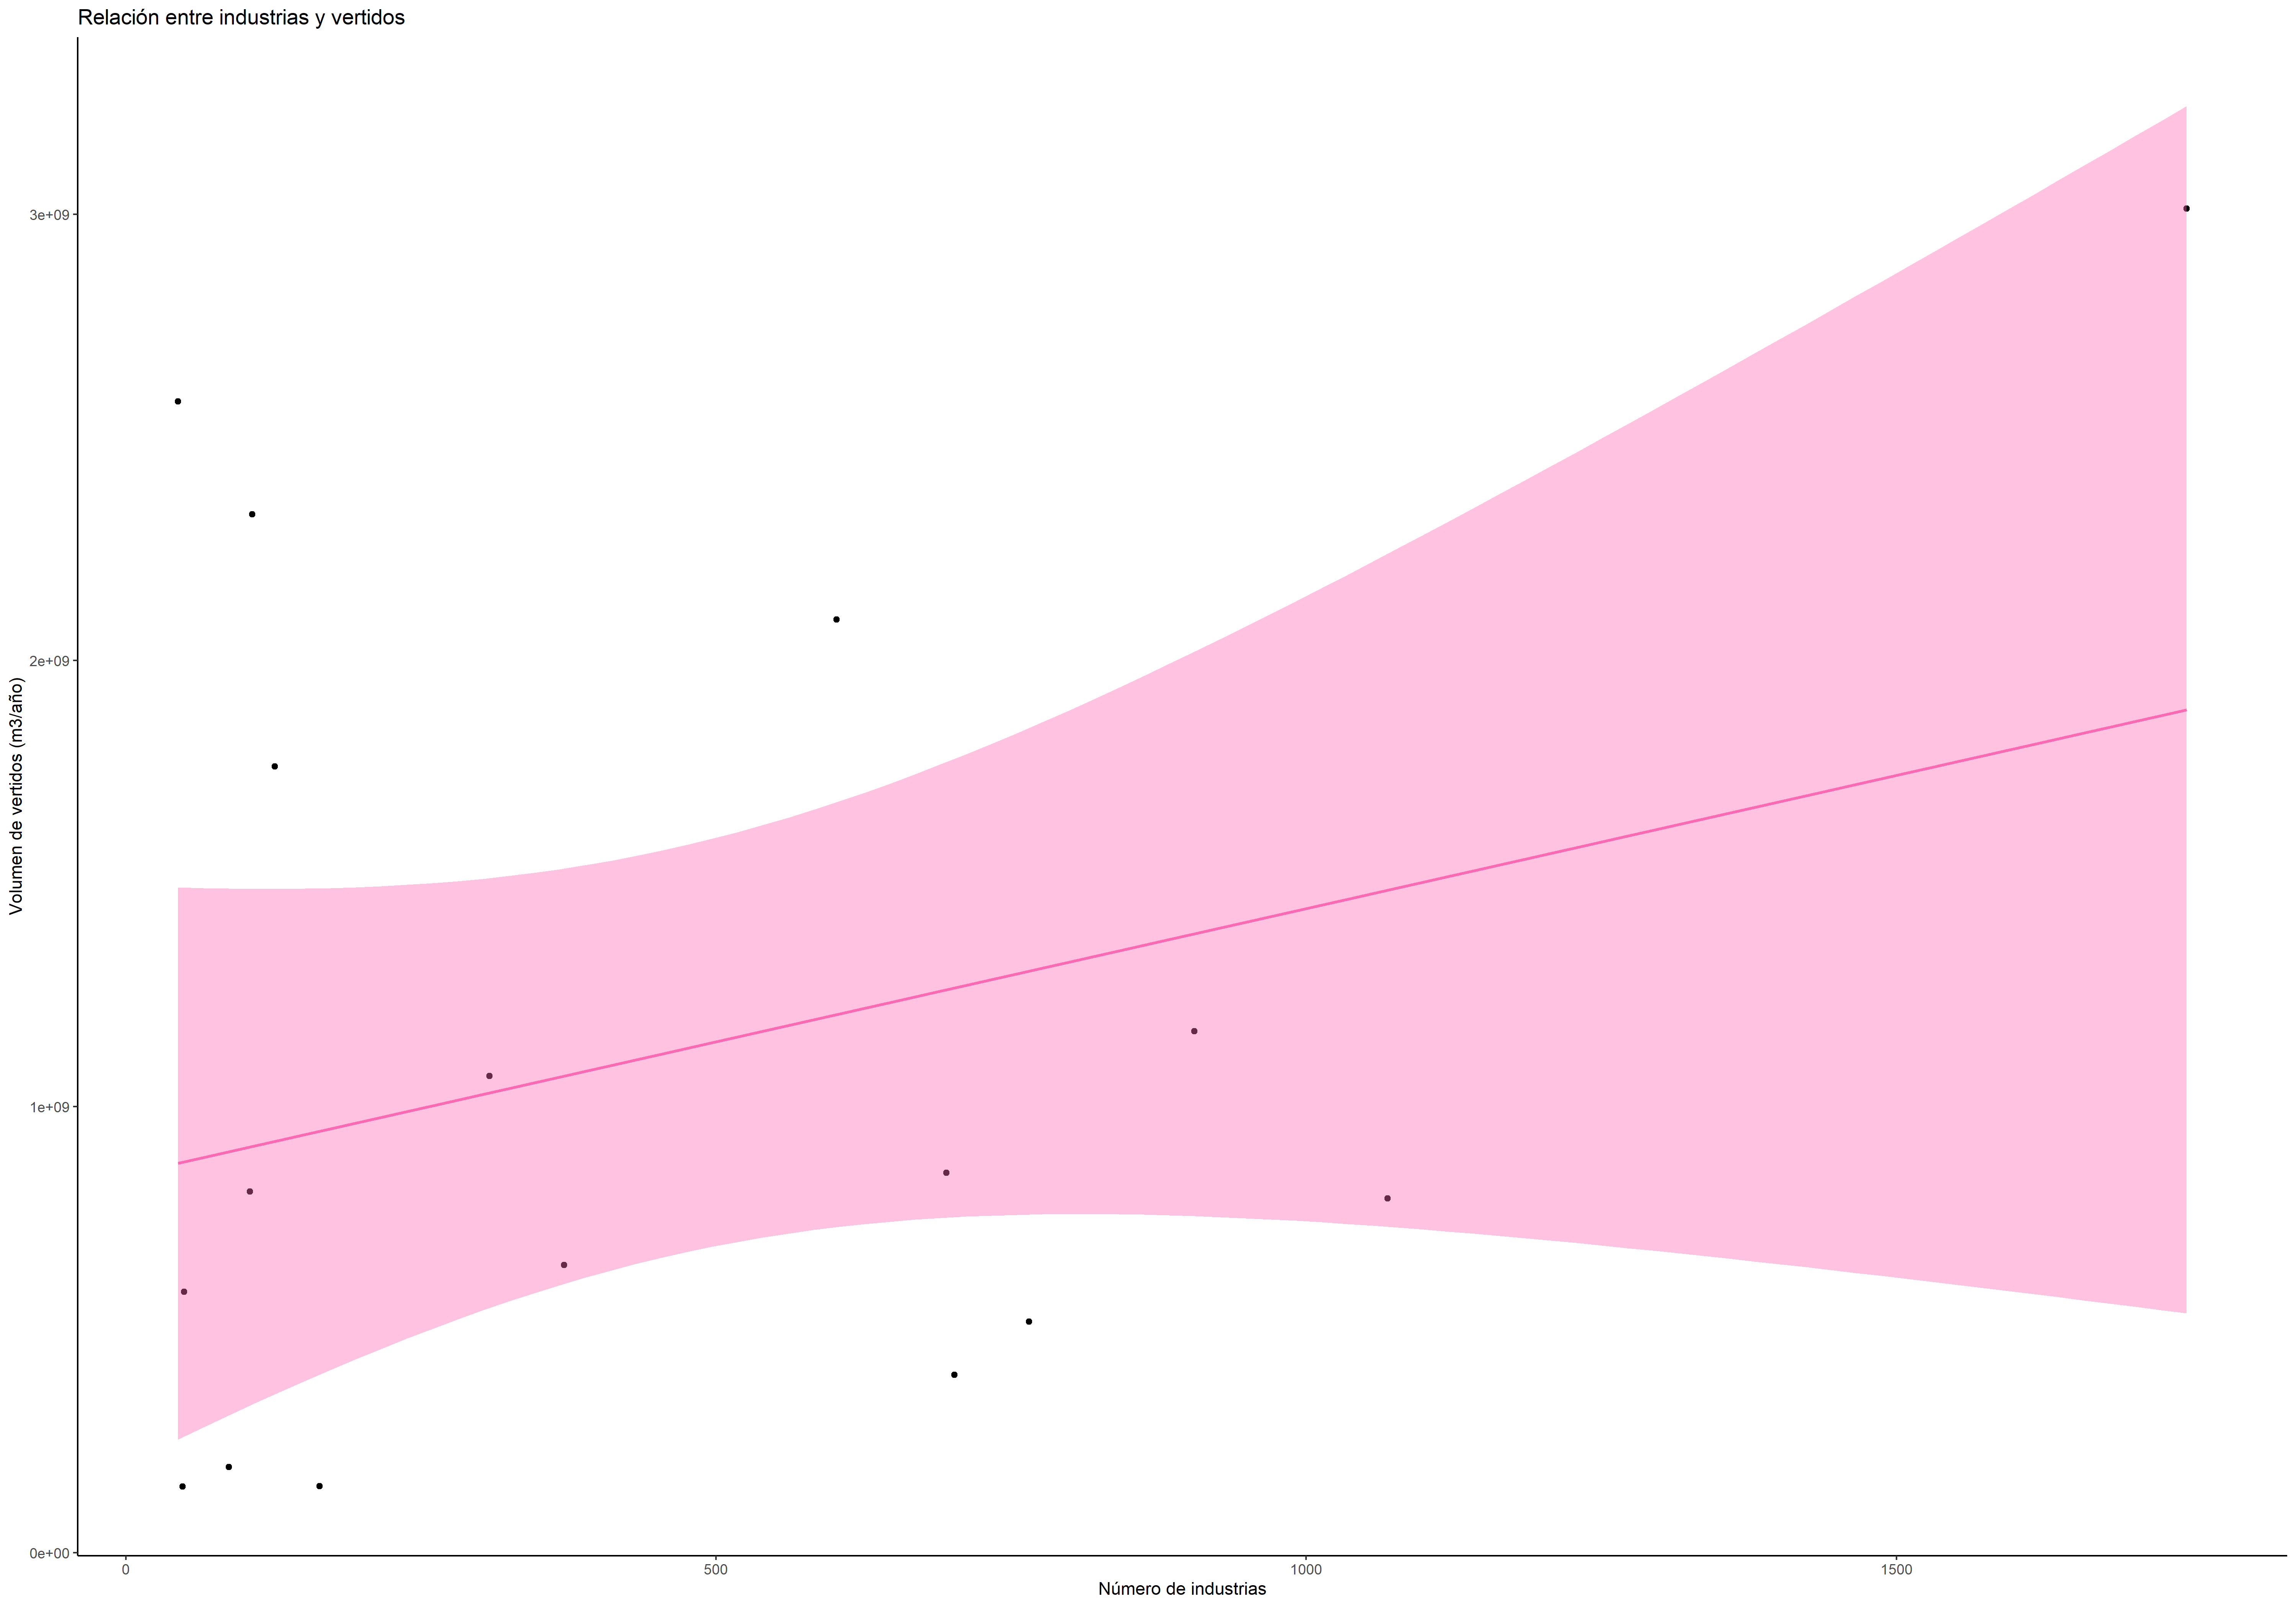 Relación entre industrias y vertidos
Volumen de vertidos (m3/año)
3e+09
2e+09
1e+09
0e+00
0
500
1000
1500
Número de industrias